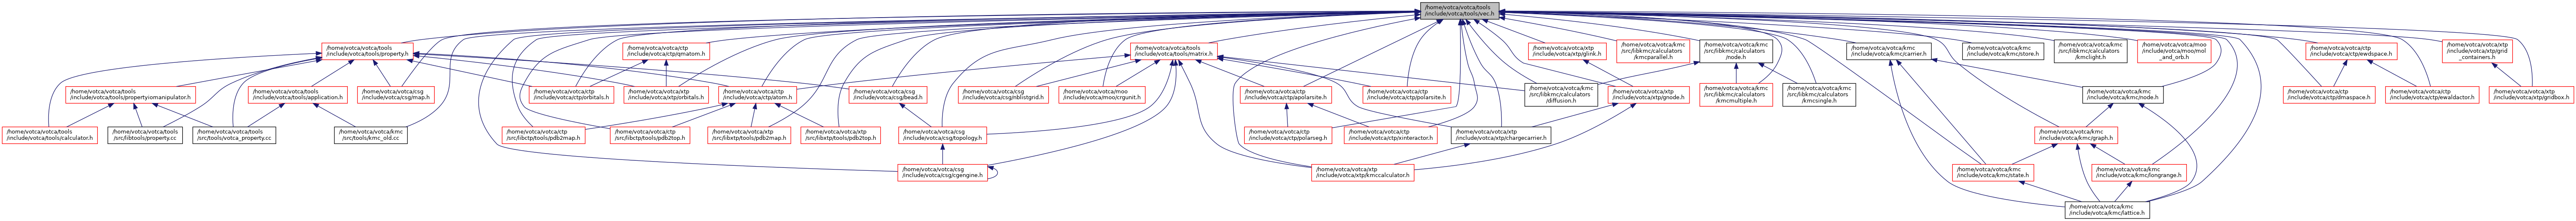 /home/votca/votca/tools
/include/votca/tools/vec.h
/home/votca/votca/tools
/include/votca/tools/property.h
/home/votca/votca/ctp
/include/votca/ctp/qmatom.h
/home/votca/votca/tools
/include/votca/tools/matrix.h
/home/votca/votca/xtp
/include/votca/xtp/glink.h
/home/votca/votca/kmc
/src/libkmc/calculators
/kmcparallel.h
/home/votca/votca/kmc
/src/libkmc/calculators
/node.h
/home/votca/votca/kmc
/include/votca/kmc/carrier.h
/home/votca/votca/kmc
/include/votca/kmc/store.h
/home/votca/votca/kmc
/src/libkmc/calculators
/kmclight.h
/home/votca/votca/moo
/include/votca/moo/mol
_and_orb.h
/home/votca/votca/ctp
/include/votca/ctp/ewdspace.h
/home/votca/votca/xtp
/include/votca/xtp/grid
_containers.h
/home/votca/votca/tools
/include/votca/tools/propertyiomanipulator.h
/home/votca/votca/tools
/include/votca/tools/application.h
/home/votca/votca/csg
/include/votca/csg/map.h
/home/votca/votca/ctp
/include/votca/ctp/orbitals.h
/home/votca/votca/xtp
/include/votca/xtp/orbitals.h
/home/votca/votca/ctp
/include/votca/ctp/atom.h
/home/votca/votca/csg
/include/votca/csg/bead.h
/home/votca/votca/csg
/include/votca/csg/nblistgrid.h
/home/votca/votca/moo
/include/votca/moo/crgunit.h
/home/votca/votca/ctp
/include/votca/ctp/apolarsite.h
/home/votca/votca/ctp
/include/votca/ctp/polarsite.h
/home/votca/votca/kmc
/src/libkmc/calculators
/diffusion.h
/home/votca/votca/xtp
/include/votca/xtp/gnode.h
/home/votca/votca/kmc
/src/libkmc/calculators
/kmcmultiple.h
/home/votca/votca/kmc
/src/libkmc/calculators
/kmcsingle.h
/home/votca/votca/kmc
/include/votca/kmc/node.h
/home/votca/votca/ctp
/include/votca/ctp/dmaspace.h
/home/votca/votca/ctp
/include/votca/ctp/ewaldactor.h
/home/votca/votca/xtp
/include/votca/xtp/gridbox.h
/home/votca/votca/tools
/include/votca/tools/calculator.h
/home/votca/votca/tools
/src/libtools/property.cc
/home/votca/votca/tools
/src/tools/votca_property.cc
/home/votca/votca/kmc
/src/tools/kmc_old.cc
/home/votca/votca/ctp
/src/libctp/tools/pdb2map.h
/home/votca/votca/ctp
/src/libctp/tools/pdb2top.h
/home/votca/votca/xtp
/src/libxtp/tools/pdb2map.h
/home/votca/votca/xtp
/src/libxtp/tools/pdb2top.h
/home/votca/votca/csg
/include/votca/csg/topology.h
/home/votca/votca/ctp
/include/votca/ctp/polarseg.h
/home/votca/votca/ctp
/include/votca/ctp/xinteractor.h
/home/votca/votca/xtp
/include/votca/xtp/chargecarrier.h
/home/votca/votca/kmc
/include/votca/kmc/graph.h
/home/votca/votca/csg
/include/votca/csg/cgengine.h
/home/votca/votca/xtp
/include/votca/xtp/kmccalculator.h
/home/votca/votca/kmc
/include/votca/kmc/state.h
/home/votca/votca/kmc
/include/votca/kmc/longrange.h
/home/votca/votca/kmc
/include/votca/kmc/lattice.h